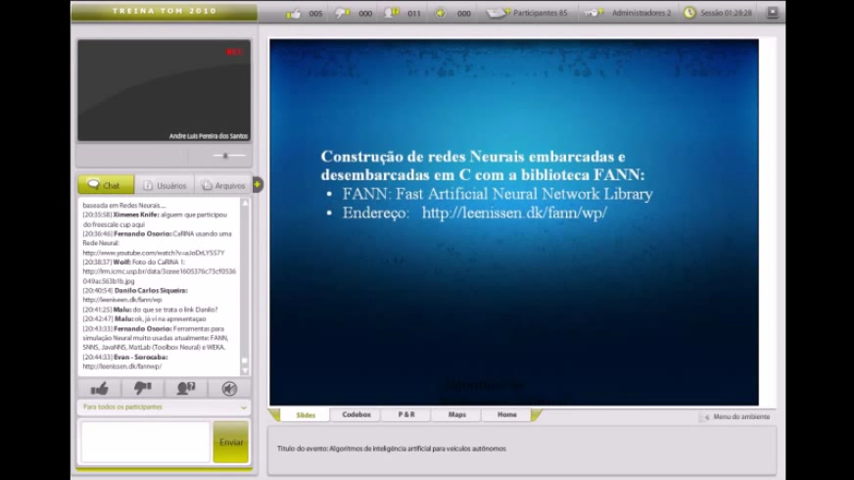 TREINA TOM 2010
005
000
011
000
Participantes 85
Administradores 2
Sessão 01:28:28
REC
Andre Luis Pereira dos Santos
Chat
Usuários
Arquivos
baseada em Redes Neurais....
[20:35:58] Ximenes Knife: alguem que participou
do freescale cup aqui
[20:36:46] Fernando Osorio: CaRINA usando uma
Rede Neural:
[20:38:37] Wolf: Foto do CaRINA 1:
[20:40:54] Danilo Carlos Siqueira:
http://leenissen.dk/fann/wp
[20:41:25] Malu: do que se trata o link Danilo?
[20:42:47] Malu: ok, já vi na apresentaçao
[20:43:33] Fernando Osorio: Ferramentas para
simulação Neural muito usadas atualmente: FANN,
SNNS, JavaNNS, MatLab (Toolbox Neural) e WEKA.
[20:44:33] Evan - Sorocaba:
http://leenissen.dk/fannwp/
Para todos os participantes
Enviar
Construção de redes Neurais embarcadas e
desembarcadas em C com a biblioteca FANN:
• FANN: Fast Artificial Neural Network Library
• Endereço: http://leenissen.dk/fann/wp/
Slides
Codebox
P & R
Maps
Home
Menu do ambiente
Título do evento: Algoritmos de inteligência artificial para veículos autônomos